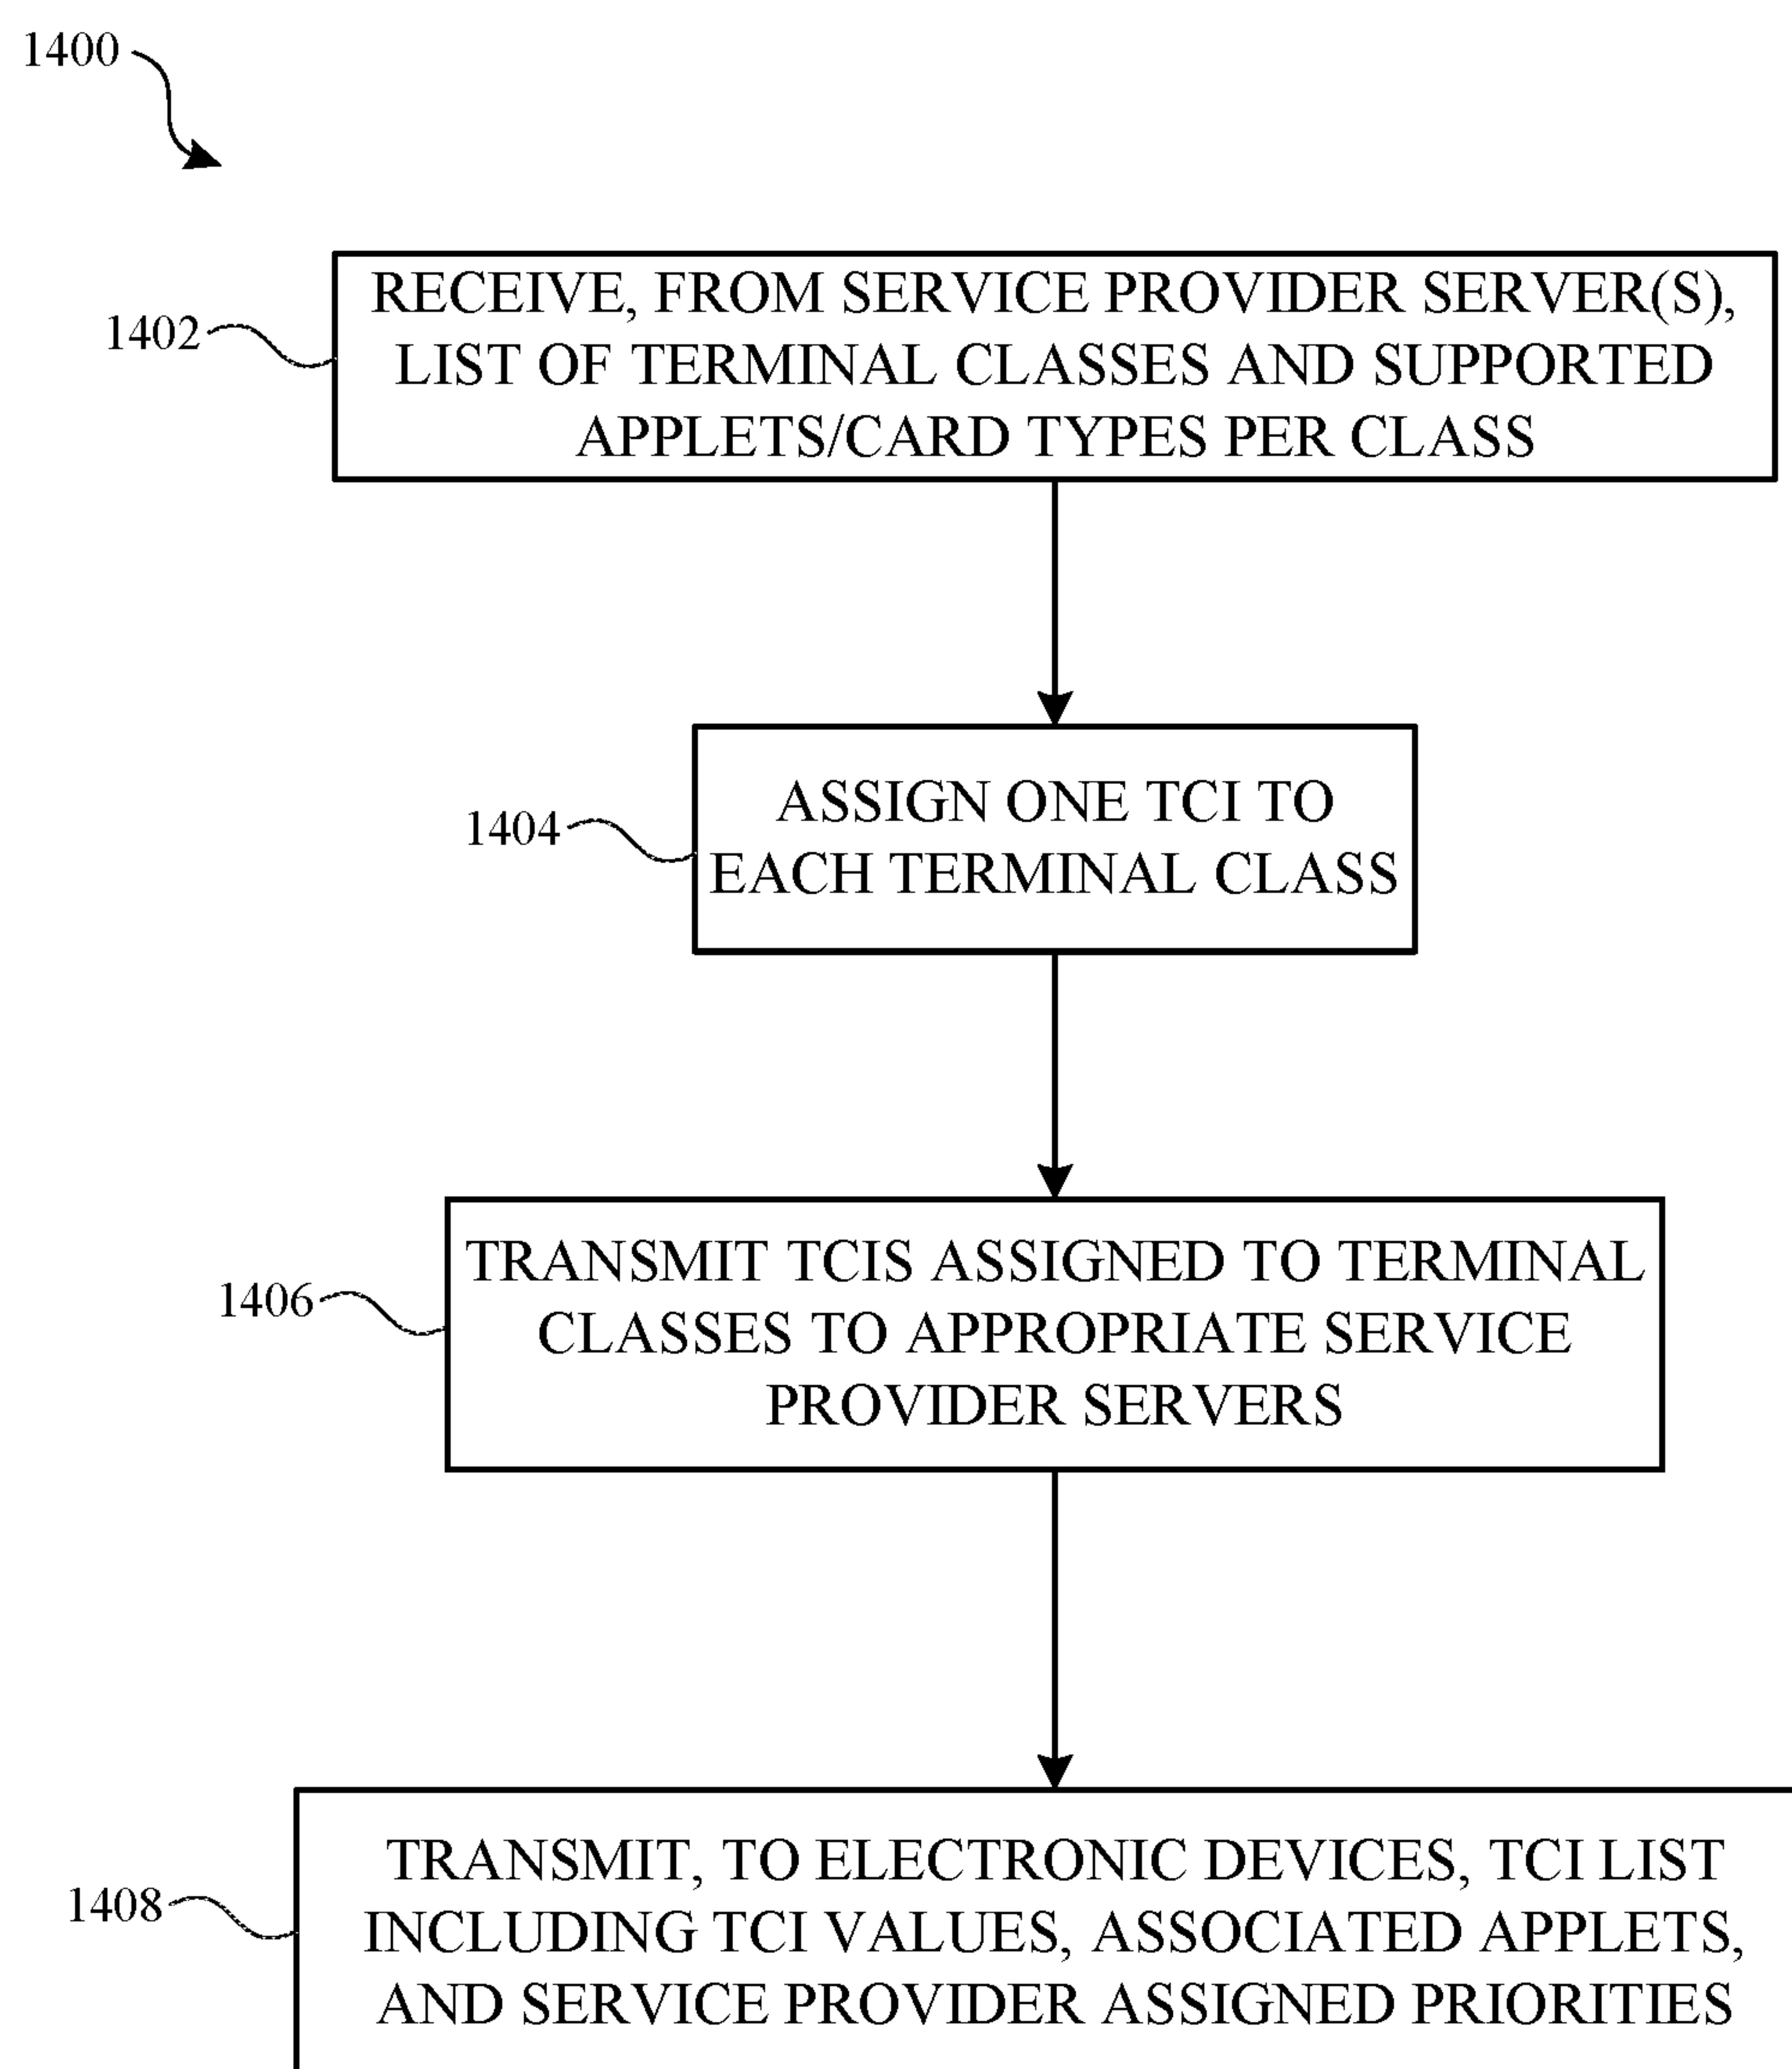 1400
1402
RECEIVE, FROM SERVICE PROVIDER SERVER(S),
LIST OF TERMINAL CLASSES AND SUPPORTED
APPLETS/CARD TYPES PER CLASS
1404
ASSIGN ONE TCI TO
EACH TERMINAL CLASS
1406
TRANSMIT TCIS ASSIGNED TO TERMINAL
CLASSES TO APPROPRIATE SERVICE
PROVIDER SERVERS
1408
TRANSMIT, TO ELECTRONIC DEVICES, TCI LIST
INCLUDING TCI VALUES, ASSOCIATED APPLETS,
AND SERVICE PROVIDER ASSIGNED PRIORITIES